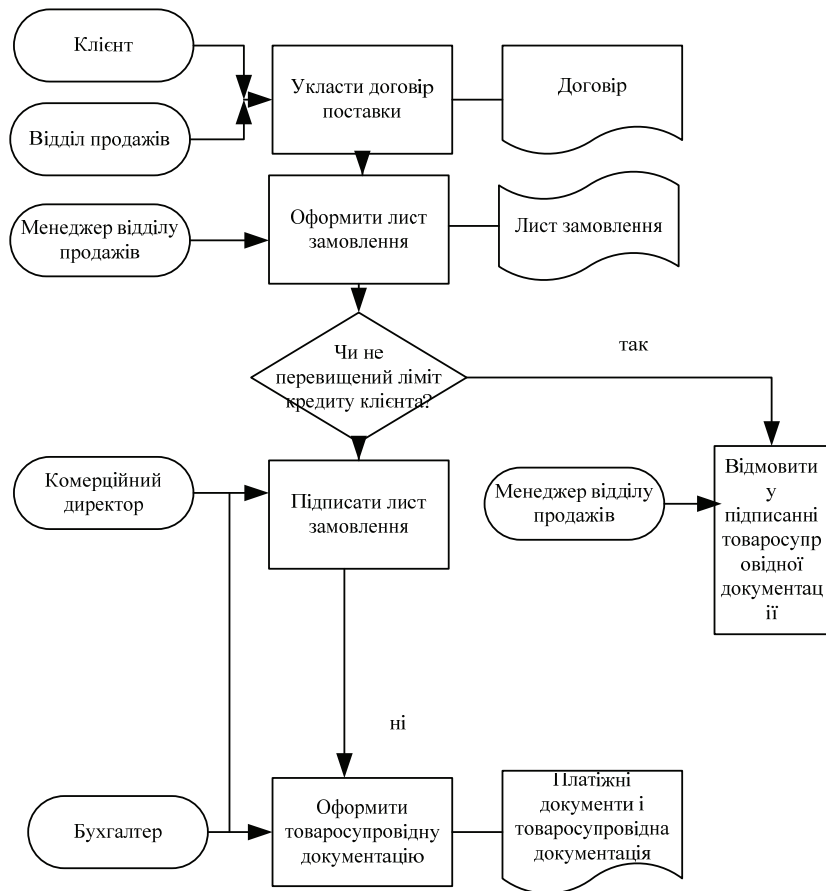 Клієнт
Укласти договір
поставки
Договір
Відділ продажів
Менеджер відділу
продажів
Оформити лист
замовлення
Лист замовлення
Чи не
перевищений ліміт
кредиту клієнта?
так
Комерційний
директор
Підписати лист
замовлення
Менеджер відділу
продажів
Відмовити
у
підписанні
товаросупр
овідної
документац
ії
ні
Бухгалтер
Оформити
товаросупровідну
документацію
Платіжні
документи і
товаросупровідна
документація